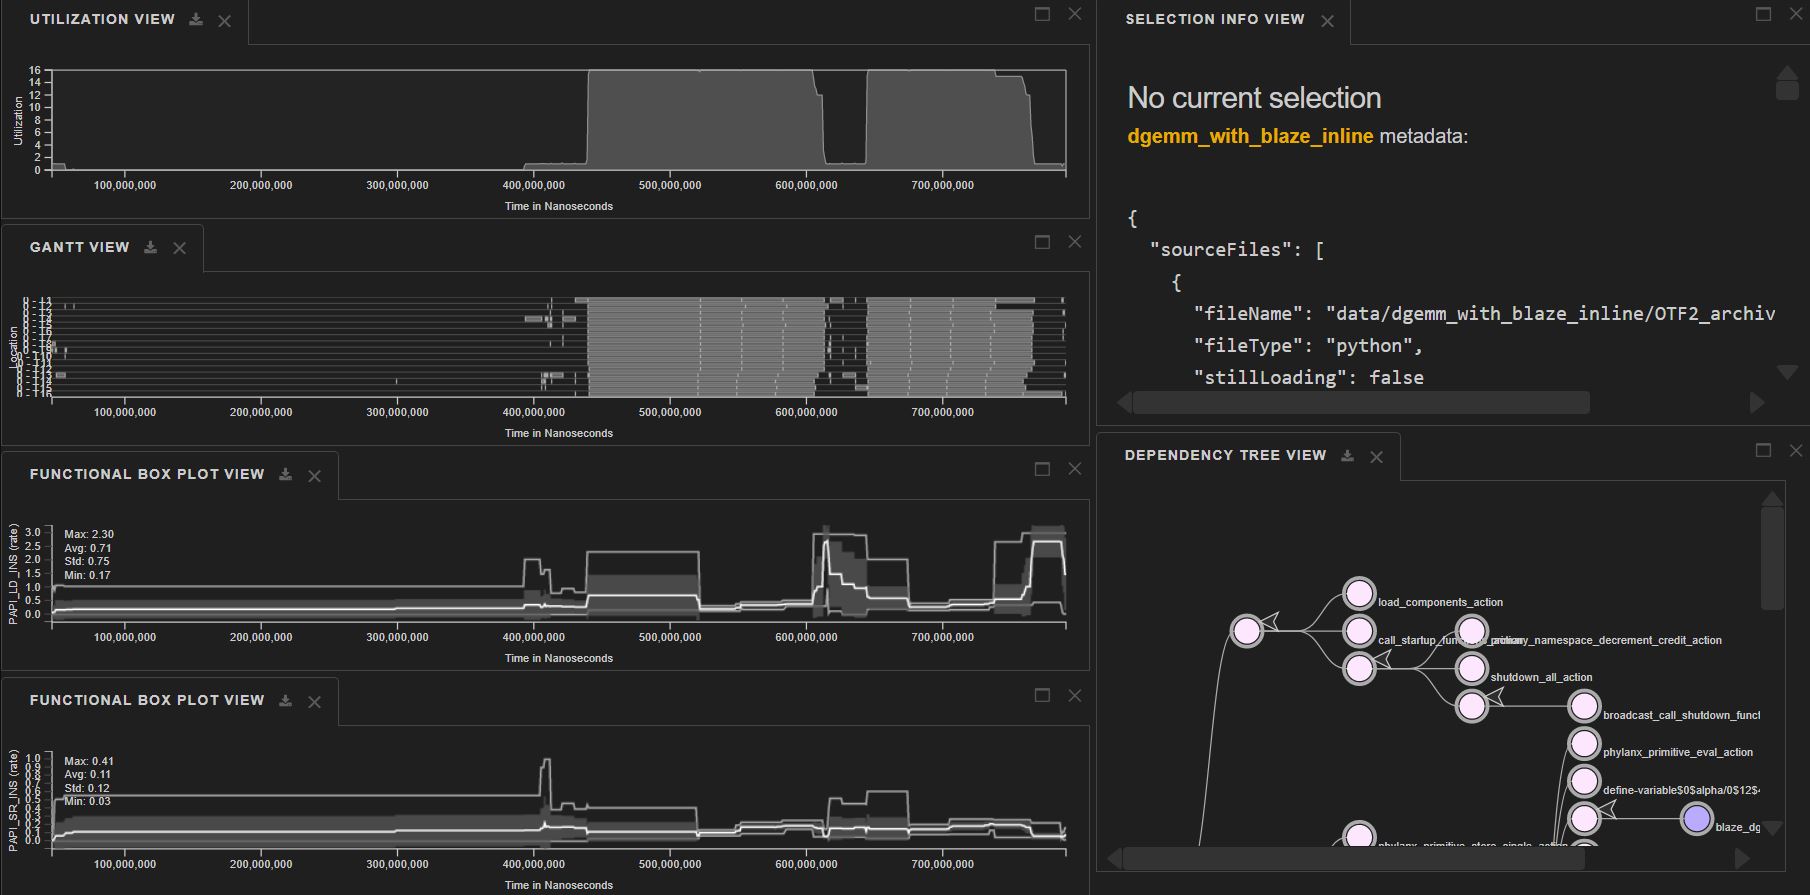 UTILIZATION VIEW
Utilization
16
14
12
10
8
6
4
2
0
100,000,000 200,000,000 300,000,000 400,000,000 500,000,000 600,000,000 700,000,000
Time in Nanoseconds
GANTT VIEW
Location
100,000,000 200,000,000 300,000,000 400,000,000 500,000,000 600,000,000 700,000,000
Time in Nanoseconds
FUNCTIONAL BOX PLOT VIEW
PAPI_LD_INS (rate)
3.0
2.5
2.0
1.5
1.0
0.5
0.0
Max: 2.30
Avg: 0.71
Std: 0.75
Min: 0.17
100,000,000 200,000,000 300,000,000 400,000,000 500,000,000 600,000,000 700,000,000
Time in Nanoseconds
FUNCTIONAL BOX PLOT VIEW
PAPI_SR_INS (rate)
1.0
0.9
0.8
0.7
0.6
0.5
0.4
0.3
0.2
0.1
0.0
Max: 0.41
Avg: 0.11
Std: 0.12
Min: 0.03
100,000,000 200,000,000 300,000,000 400,000,000 500,000,000 600,000,000 700,000,000
Time in Nanoseconds
SELECTION INFO VIEW
No current selection
dgemm_with_blaze_inline metadata:
{
"sourceFiles": [
{
"fileName": "data/dgemm_with_blaze_inline/OTF2_archiv
"fileType": "python",
"stillLoading": false
DEPENDENCY TREE VIEW
load_components_action
primary_namespace_decrement_credit_action
shutdown_all_action
broadcast_call_shutdown_funct
phylanx_primitive_eval_action
define-variable$0$alpha/0$12$4
blaze_dg
phylanx_primitive_store_single_action